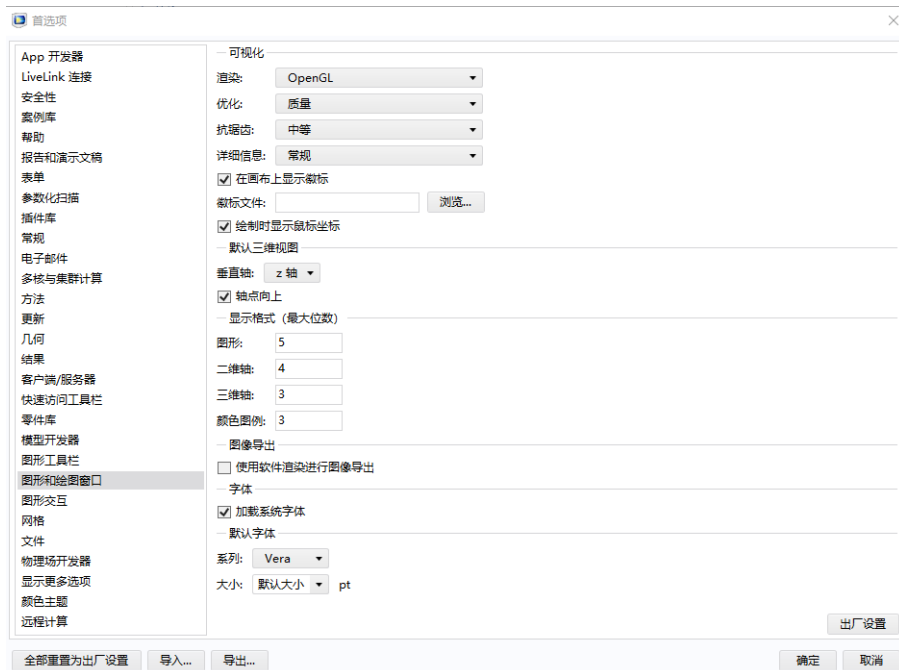 首选项
App 开发器
LiveLink 连接
安全性
案例库
帮助
报告和演示文稿
表单
参数化扫描
插件库
常规
电子邮件
多核与集群计算
方法
更新
几何
结果
客户端/服务器
快速访问工具栏
零件库
模型开发器
图形工具栏
图形和绘图窗口
图形交互
网格
文件
物理场开发器
显示更多选项
颜色主题
远程计算
可视化
渲染: OpenGL
优化: 质量
抗锯齿: 中等
详细信息: 常规
在画布上显示徽标
徽标文件: 浏览...
绘制时显示鼠标坐标
默认三维视图
垂直轴: z 轴
轴点向上
显示格式（最大位数）
图形: 5
二维轴: 4
三维轴: 3
颜色图例: 3
图像导出
使用软件渲染进行图像导出
字体
加载系统字体
默认字体
系列: Vera
大小: 默认大小 pt
出厂设置
全部重置为出厂设置 导入... 导出... 确定 取消